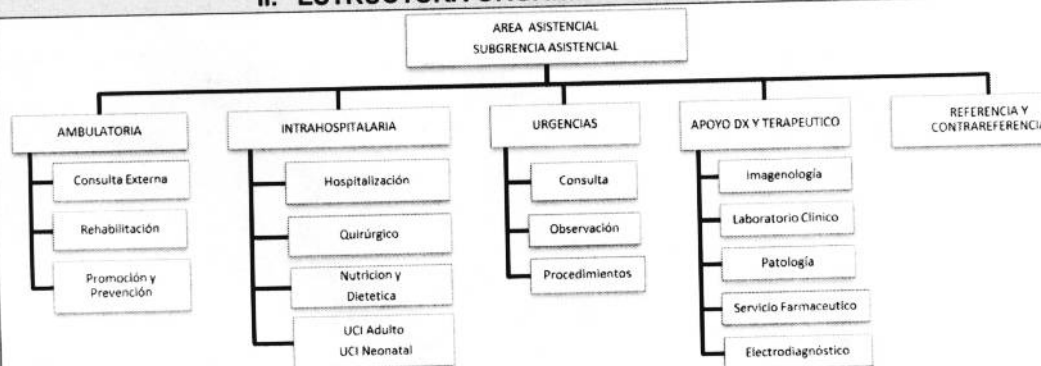 II.
AREA ASISTENCIAL
SUBGRENCIA ASISTENCIAL
AMBULATORIA
Consulta Externa
Rehabilitación
Promoción y
Prevención
INTRAHOSPITALARIA
Hospitalización
Quirúrgico
Nutricion y
Dietetica
UCI Adulto
UCI Neonatal
URGENCIAS
Consulta
Observación
Procedimientos
APOYO DX Y TERAPEUTICO
Imagenología
Laboratorio Clinico
Patología
Servicio Farmaceutico
Electrodiagnóstico
REFERENCIA Y
CONTRAREFERENCIA